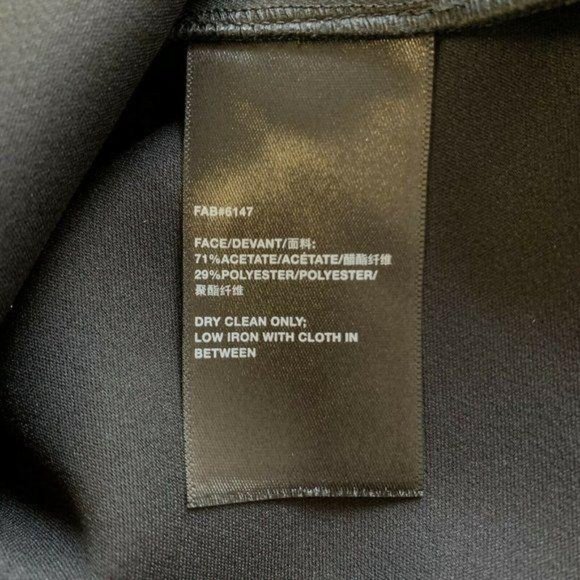 FAB#6147
FACE/DEVANT/面料:
71%ACETATE/ACÉTATE/醋酯纤维
29%POLYESTER/POLYESTER/
聚酯纤维
DRY CLEAN ONLY;
LOW IRON WITH CLOTH IN
BETWEEN